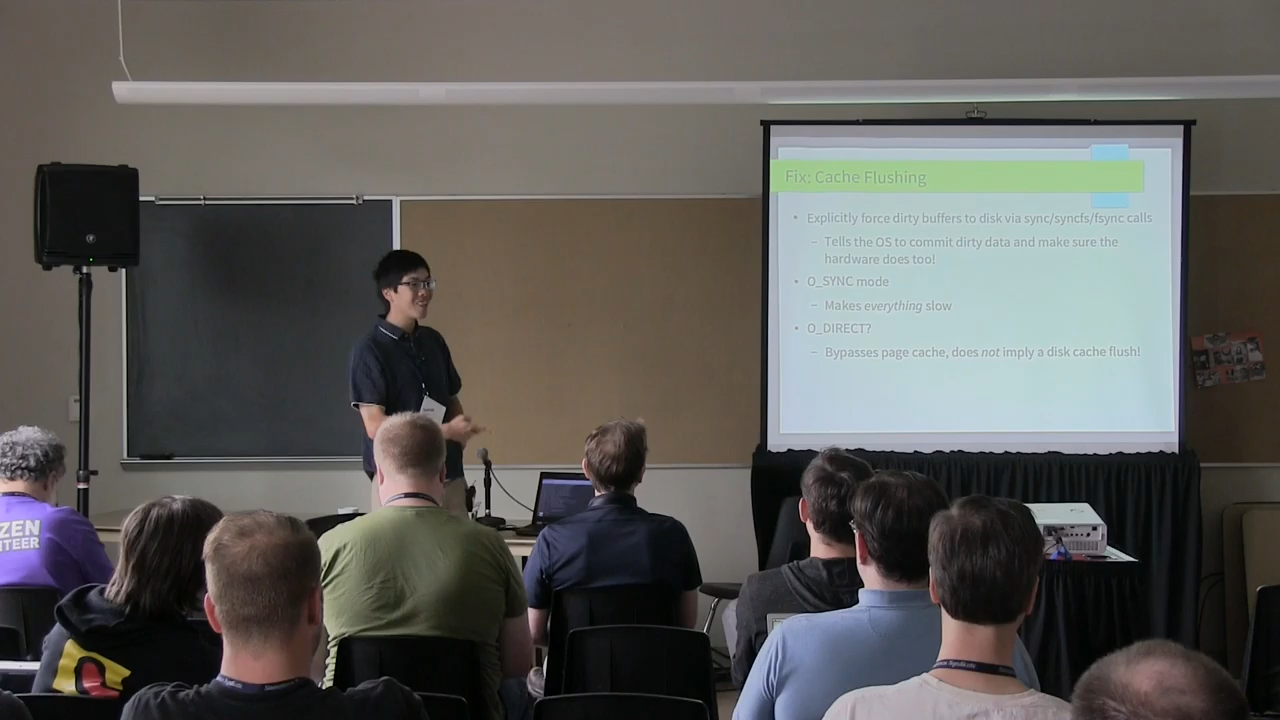 Fix: Cache Flushing
• Explicitly force dirty buffers to disk via sync/syncfs/fsync calls
– Tells the OS to commit dirty data and make sure the
hardware does too!
• O_SYNC mode
– Makes everything slow
• O_DIRECT?
– Bypasses page cache, does not imply a disk cache flush!
ZEN
NTEER